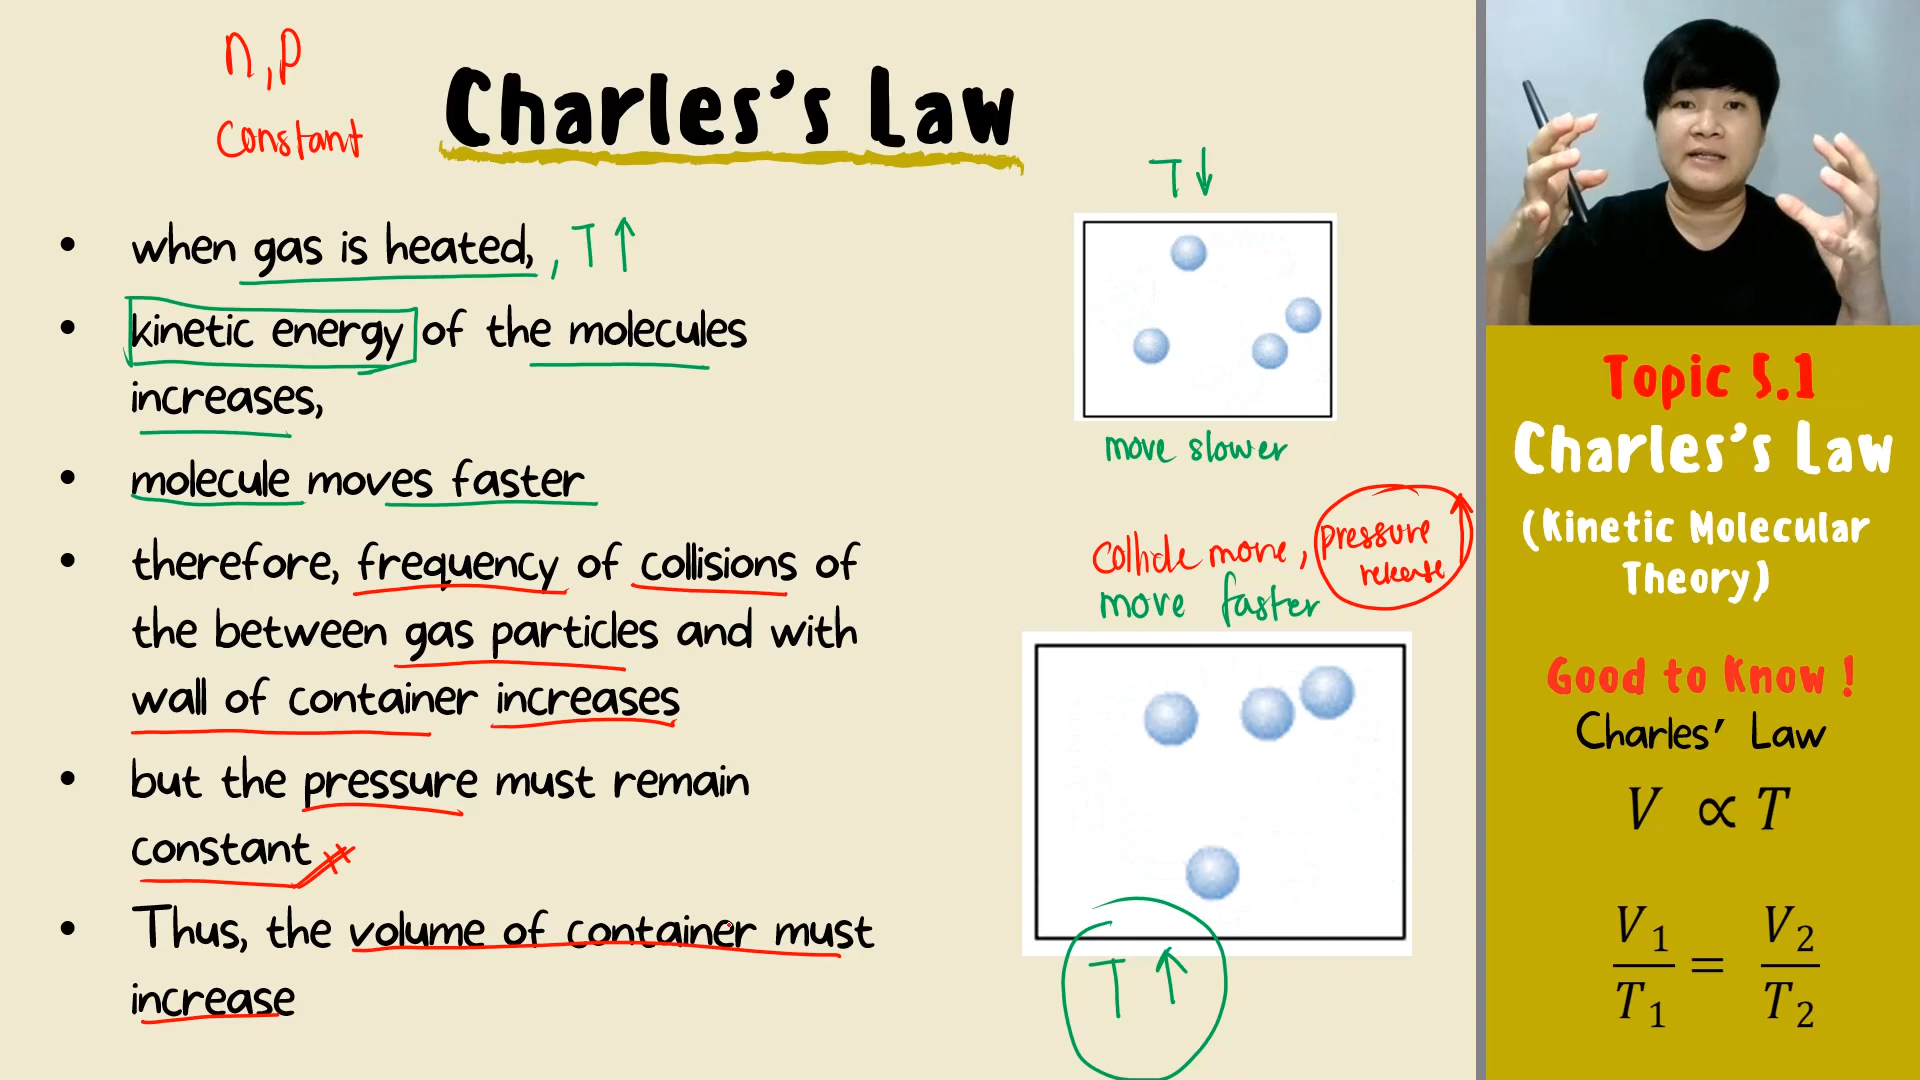 n, p
constant
Charles's Law
• when gas is heated, , T ↑
• kinetic energy of the molecules
increases,
• molecule moves faster
• therefore, frequency of collisions of
the between gas particles and with
wall of container increases
• but the pressure must remain
constant
• Thus, the volume of container must
increase
T ↓
move slower
collide more, pressure ↑
release
move faster
T ↑
Topic 5.1
Charles's Law
(Kinetic Molecular
Theory)
Good to Know !
Charles' Law
V ∝ T
V₁/T₁ = V₂/T₂